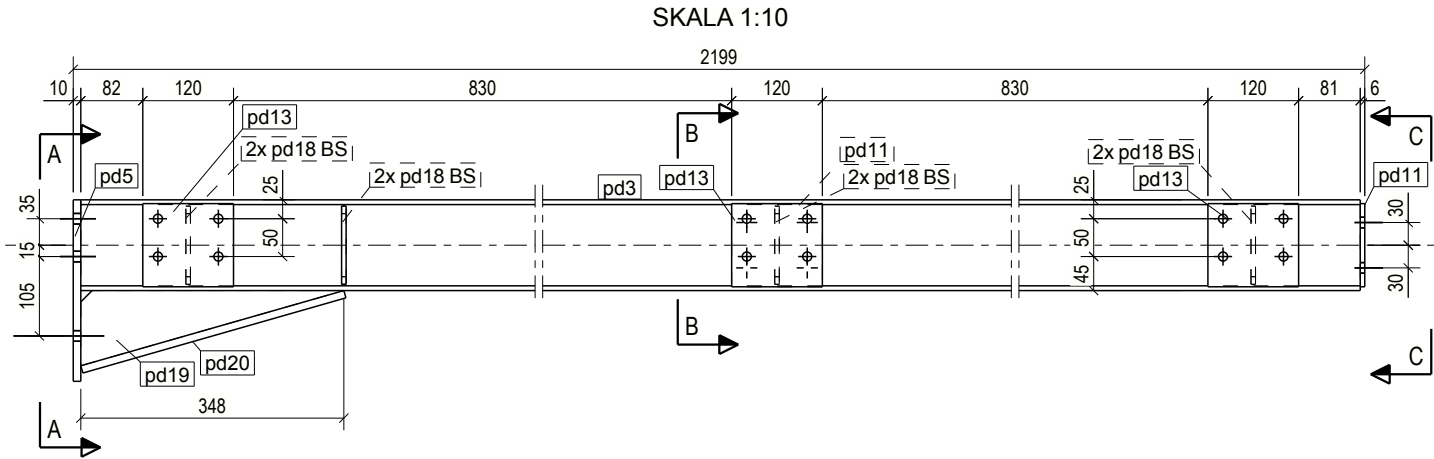 SKALA 1:10
2199
10 82 120 830 120 830 120 81 6
A
pd5
pd13
2x pd18 BS
2x pd18 BS
25
50
pd3
B
pd13
pd11
2x pd18 BS
2x pd18 BS
pd13
25
50
45
C
pd11
30
30
35
15
105
pd19
pd20
348
A
B
C